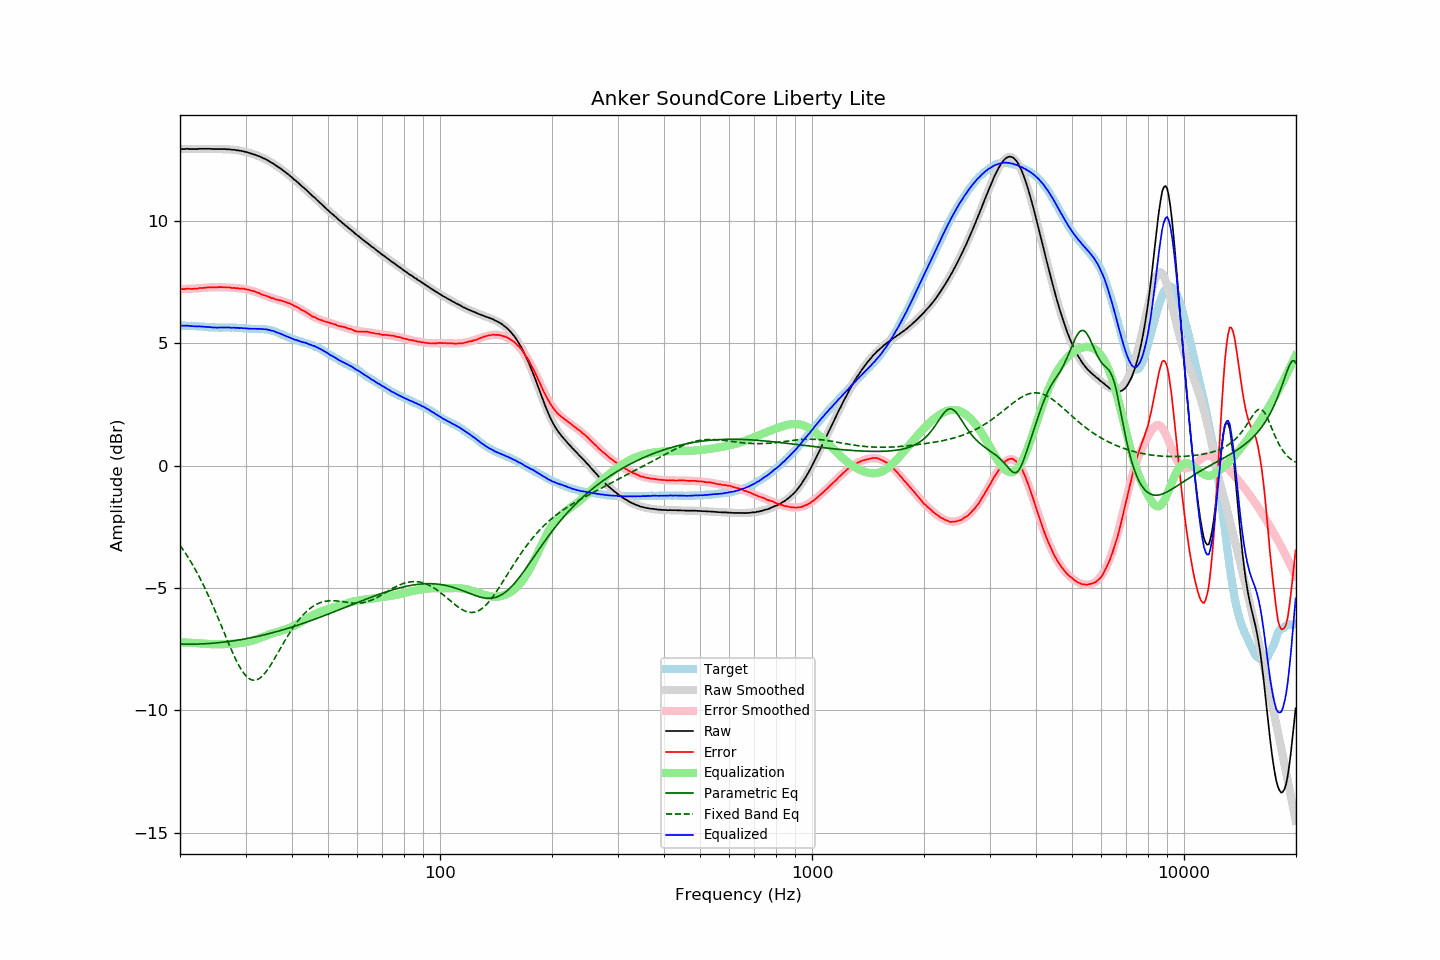 Anker SoundCore Liberty Lite
Amplitude (dBr)
10
5
0
−5
−10
−15
100
1000
10000
Frequency (Hz)
Target
Raw Smoothed
Error Smoothed
Raw
Error
Equalization
Parametric Eq
Fixed Band Eq
Equalized